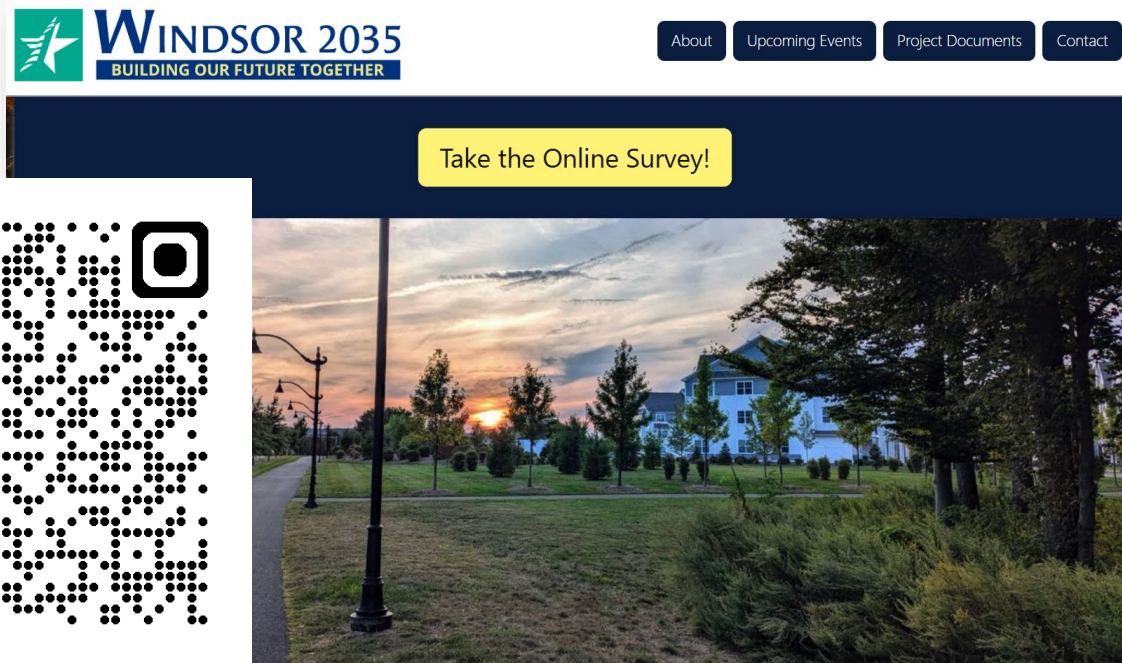 WINDSOR 2035
BUILDING OUR FUTURE TOGETHER
About
Upcoming Events
Project Documents
Contact
Take the Online Survey!